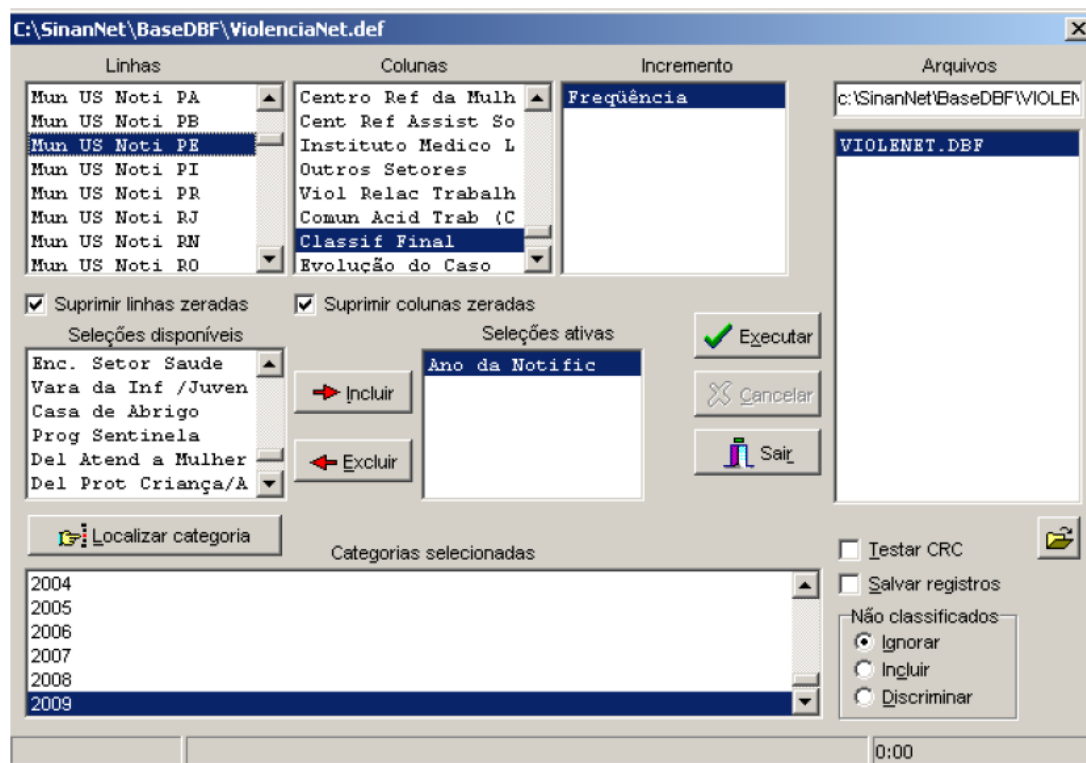 C:\SinanNet\BaseDBF\ViolenciaNet.def
Linhas
Colunas
Incremento
Arquivos
Mun US Noti PA
Mun US Noti PB
Mun US Noti PE
Mun US Noti PI
Mun US Noti PR
Mun US Noti RJ
Mun US Noti RN
Mun US Noti RO
Centro Ref da Mulh
Cent Ref Assist So
Instituto Medico L
Outros Setores
Viol Relac Trabalh
Comun Acid Trab (C
Classif Final
Evolução do Caso
Freqüência
c:\SinanNet\BaseDBF\VIOLEN
VIOLENET.DBF
Suprimir linhas zeradas
Suprimir colunas zeradas
Seleções disponíveis
Seleções ativas
Enc. Setor Saude
Vara da Inf /Juven
Casa de Abrigo
Prog Sentinela
Del Atend a Mulher
Del Prot Criança/A
Incluir
Excluir
Ano da Notific
Executar
Cancelar
Sair
Localizar categoria
Categorias selecionadas
2004
2005
2006
2007
2008
2009
Testar CRC
Salvar registros
Não classificados
Ignorar
Incluir
Discriminar
0:00